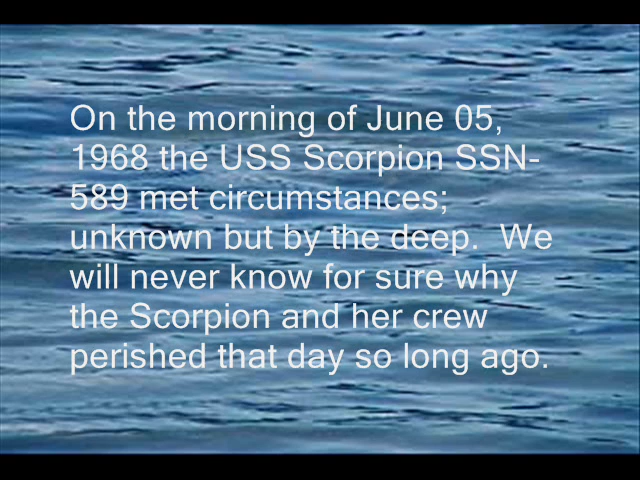 On the morning of June 05,
1968 the USS Scorpion SSN-
589 met circumstances;
unknown but by the deep.  We
will never know for sure why
the Scorpion and her crew
perished that day so long ago.